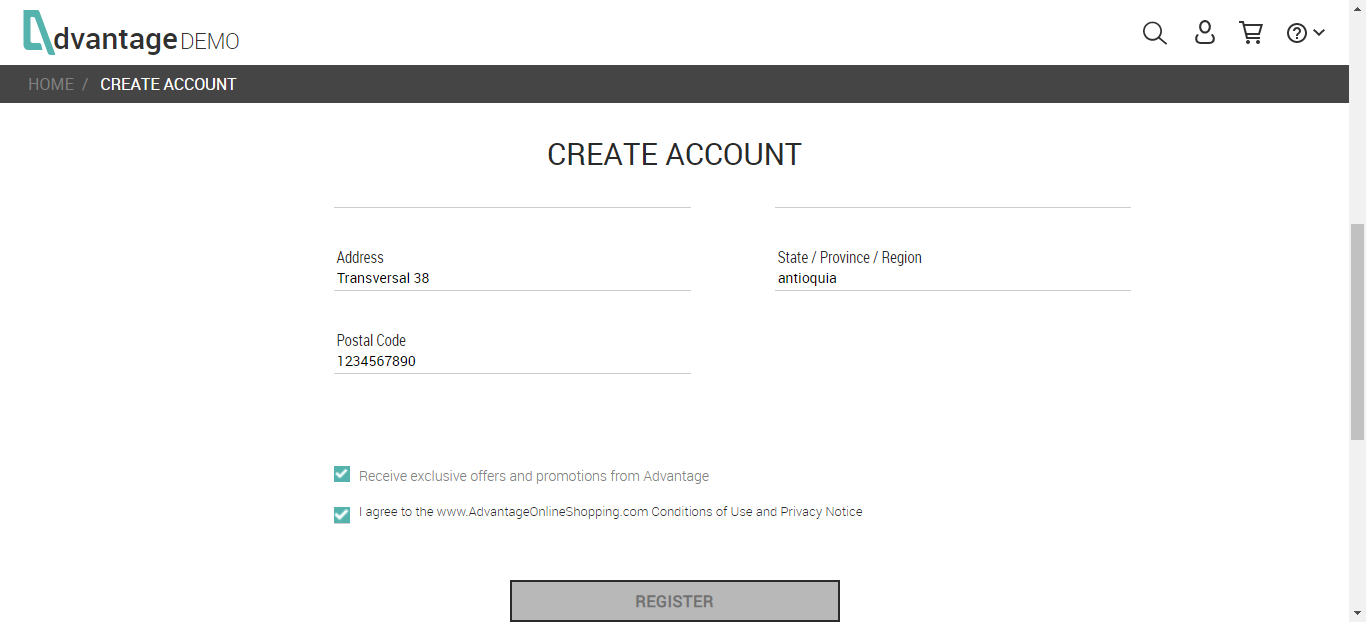 dvantage DEMO
HOME / CREATE ACCOUNT
CREATE ACCOUNT
Address
Transversal 38
State / Province / Region
antioquia
Postal Code
1234567890
Receive exclusive offers and promotions from Advantage
I agree to the www.AdvantageOnlineShopping.com Conditions of Use and Privacy Notice
REGISTER